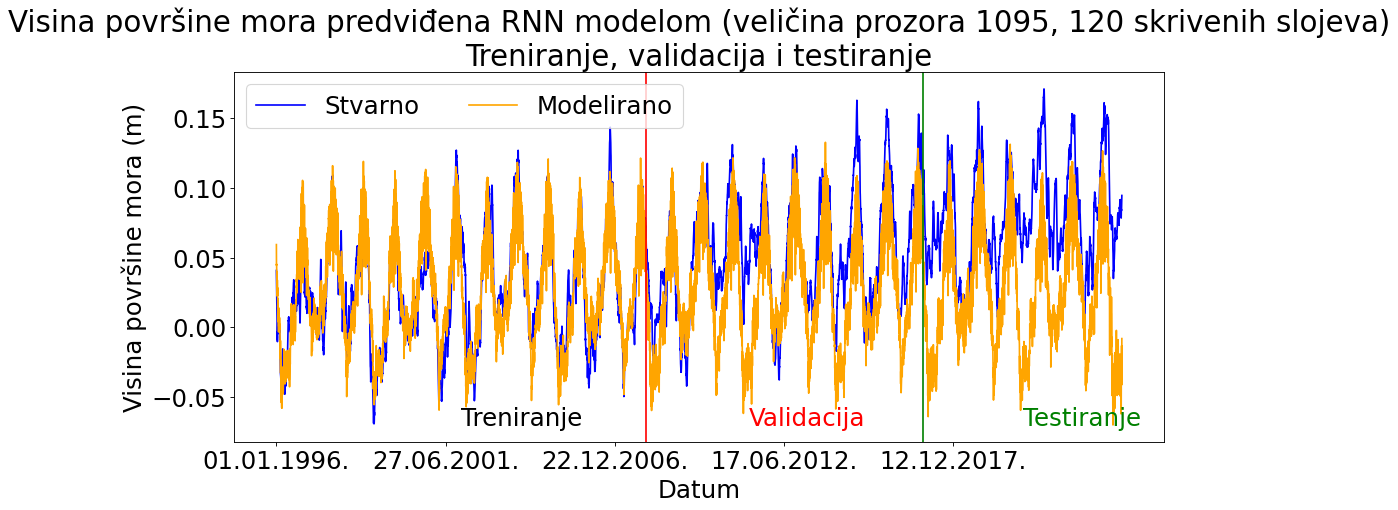 Visina površine mora predviđena RNN modelom (veličina prozora 1095, 120 skrivenih slojeva)
Treniranje, validacija i testiranje
Stvarno
Modelirano
Visina površine mora (m)
0.15
0.10
0.05
0.00
−0.05
Treniranje
Validacija
Testiranje
01.01.1996.
27.06.2001.
22.12.2006.
17.06.2012.
12.12.2017.
Datum